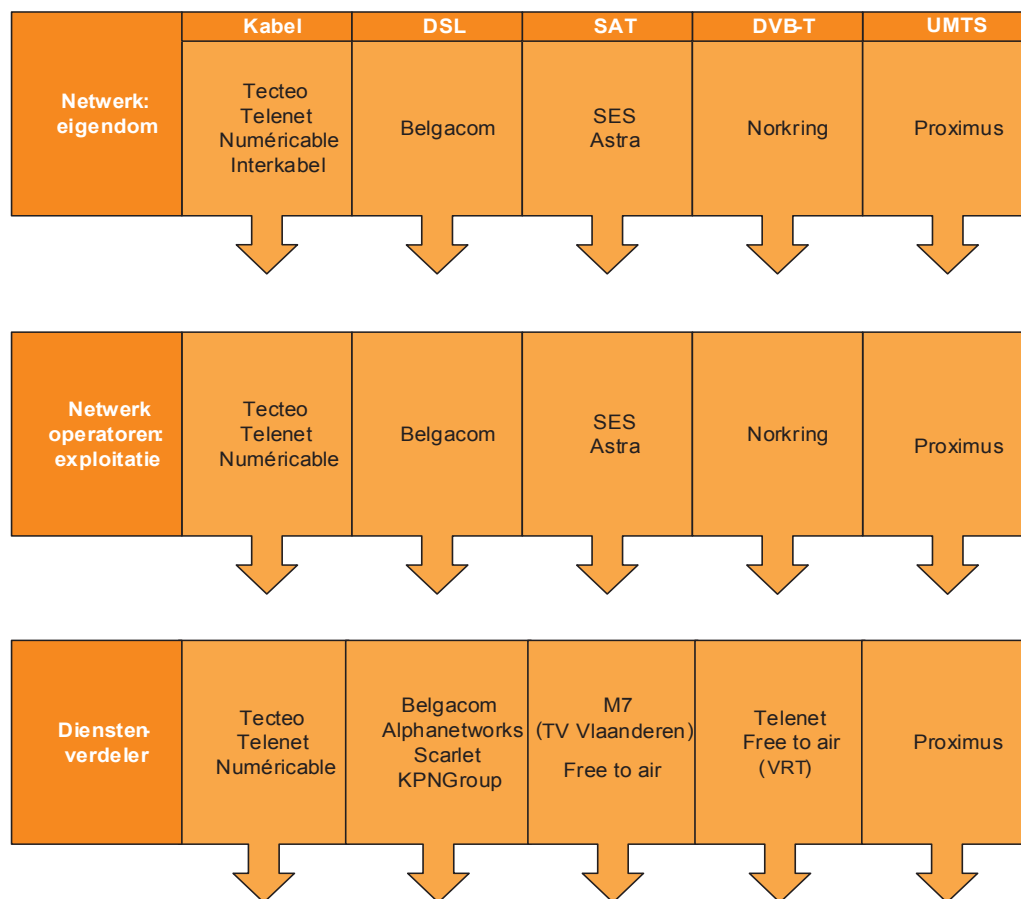 Kabel
DSL
SAT
DVB-T
UMTS
Netwerk:
eigendom
Tecteo
Telenet
Numéricable
Interkabel
Belgacom
SES
Astra
Norkring
Proximus
Netwerk
operatoren:
exploitatie
Tecteo
Telenet
Numéricable
Belgacom
SES
Astra
Norkring
Proximus
Diensten-
verdeler
Tecteo
Telenet
Numéricable
Belgacom
Alphanetworks
Scarlet
KPNGroup
M7
(TV Vlaanderen)
Free to air
Telenet
Free to air
(VRT)
Proximus